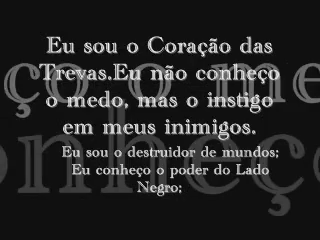 Eu sou o Coração das
Trevas.Eu não conheço
o medo, mas o instigo
em meus inimigos.
Eu sou o destruidor de mundos;
Eu conheço o poder do Lado
Negro;